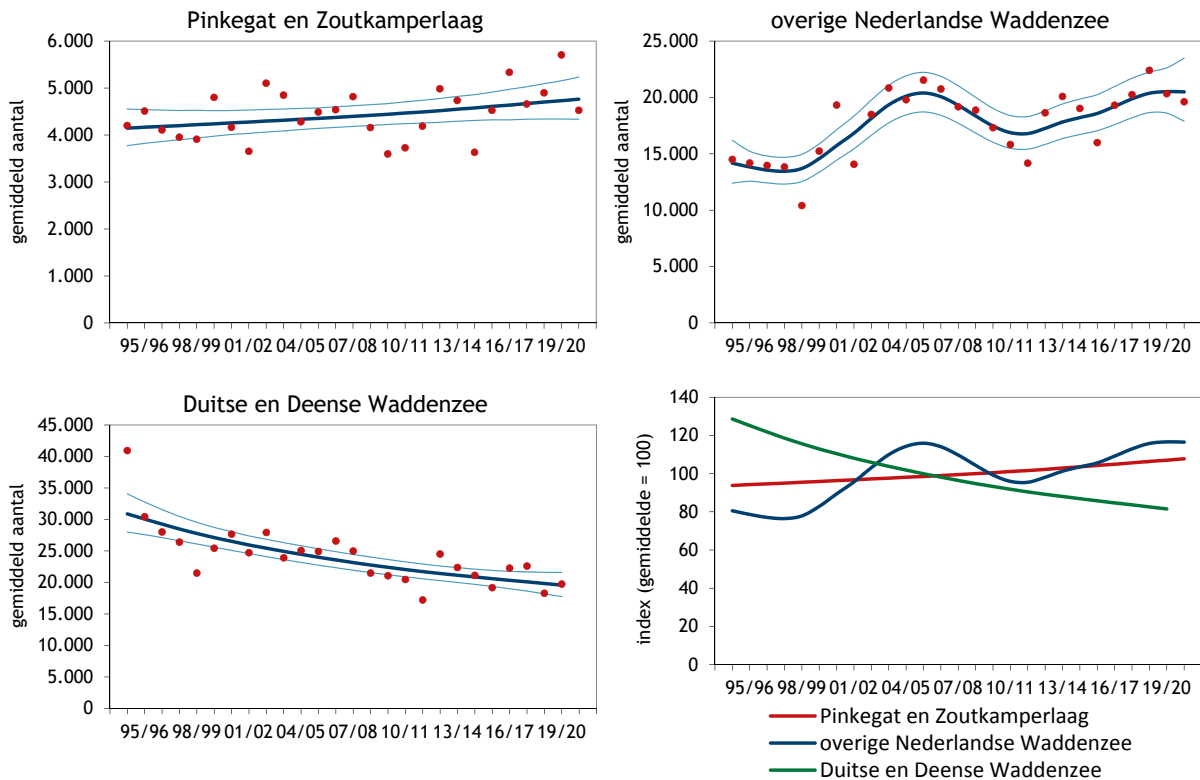 Pinkegat en Zoutkamperlaag
6.000
5.000
4.000
3.000
2.000
1.000
0
gemiddeld aantal
95/96 98/99 01/02 04/05 07/08 10/11 13/14 16/17 19/20
overige Nederlandse Waddenzee
25.000
20.000
15.000
10.000
5.000
0
gemiddeld aantal
95/96 98/99 01/02 04/05 07/08 10/11 13/14 16/17 19/20
Duitse en Deense Waddenzee
45.000
40.000
35.000
30.000
25.000
20.000
15.000
10.000
5.000
0
gemiddeld aantal
95/96 98/99 01/02 04/05 07/08 10/11 13/14 16/17 19/20
140
120
100
80
60
40
20
0
index (gemiddelde = 100)
95/96 98/99 01/02 04/05 07/08 10/11 13/14 16/17 19/20
Pinkegat en Zoutkamperlaag
overige Nederlandse Waddenzee
Duitse en Deense Waddenzee